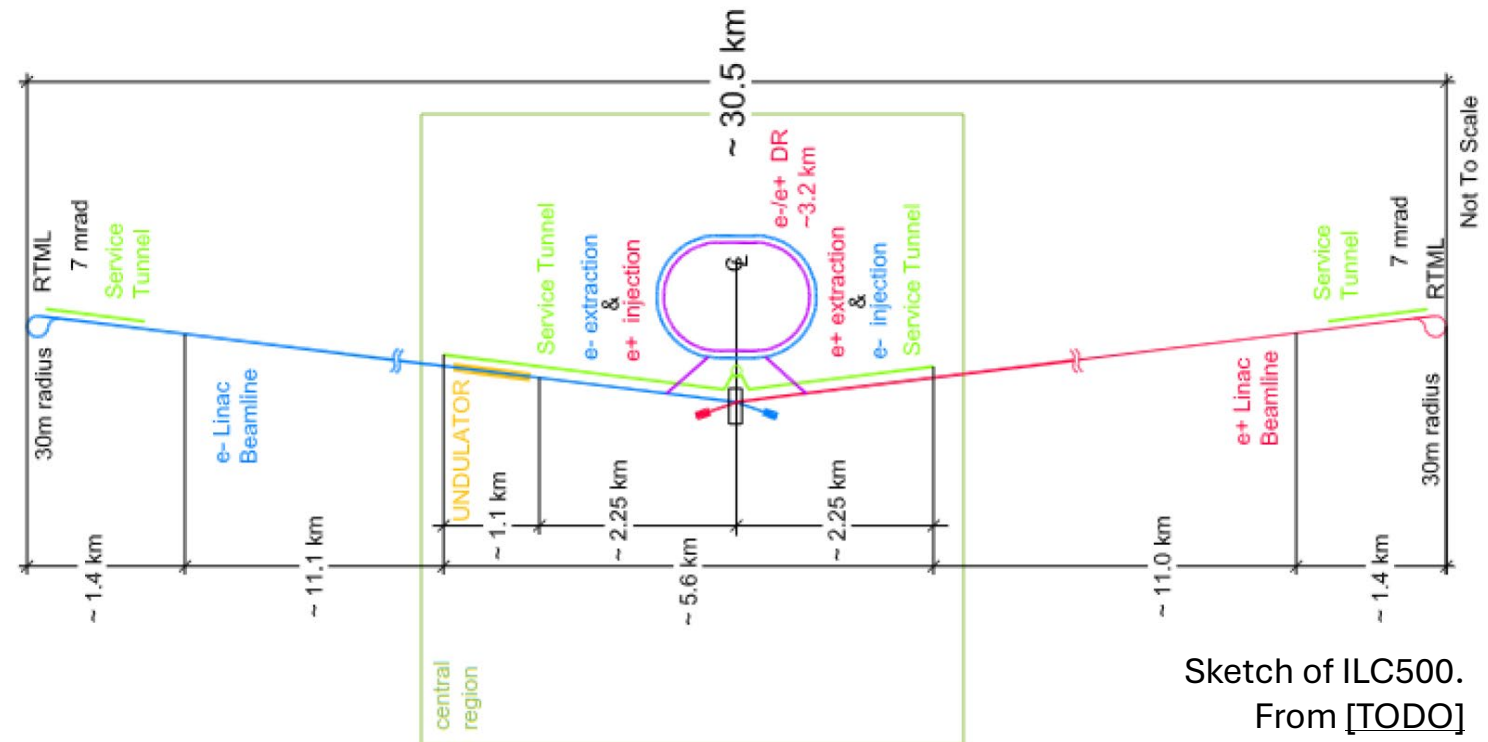 ~ 30.5 km
Not To Scale
RTML
7 mrad
Service
Tunnel
30m radius
e- Linac
Beamline
UNDULATOR
Service Tunnel
e- extraction
&
e+ injection
e-/e+ DR
~3.2 km
e+ extraction
&
e- injection
Service Tunnel
Service
Tunnel
7 mrad
RTML
e+ Linac
Beamline
30m radius
~ 1.1 km
~ 2.25 km
~ 2.25 km
~ 1.4 km
~ 11.1 km
~ 5.6 km
~ 11.0 km
~ 1.4 km
central
region
Sketch of ILC500.
From [TODO]